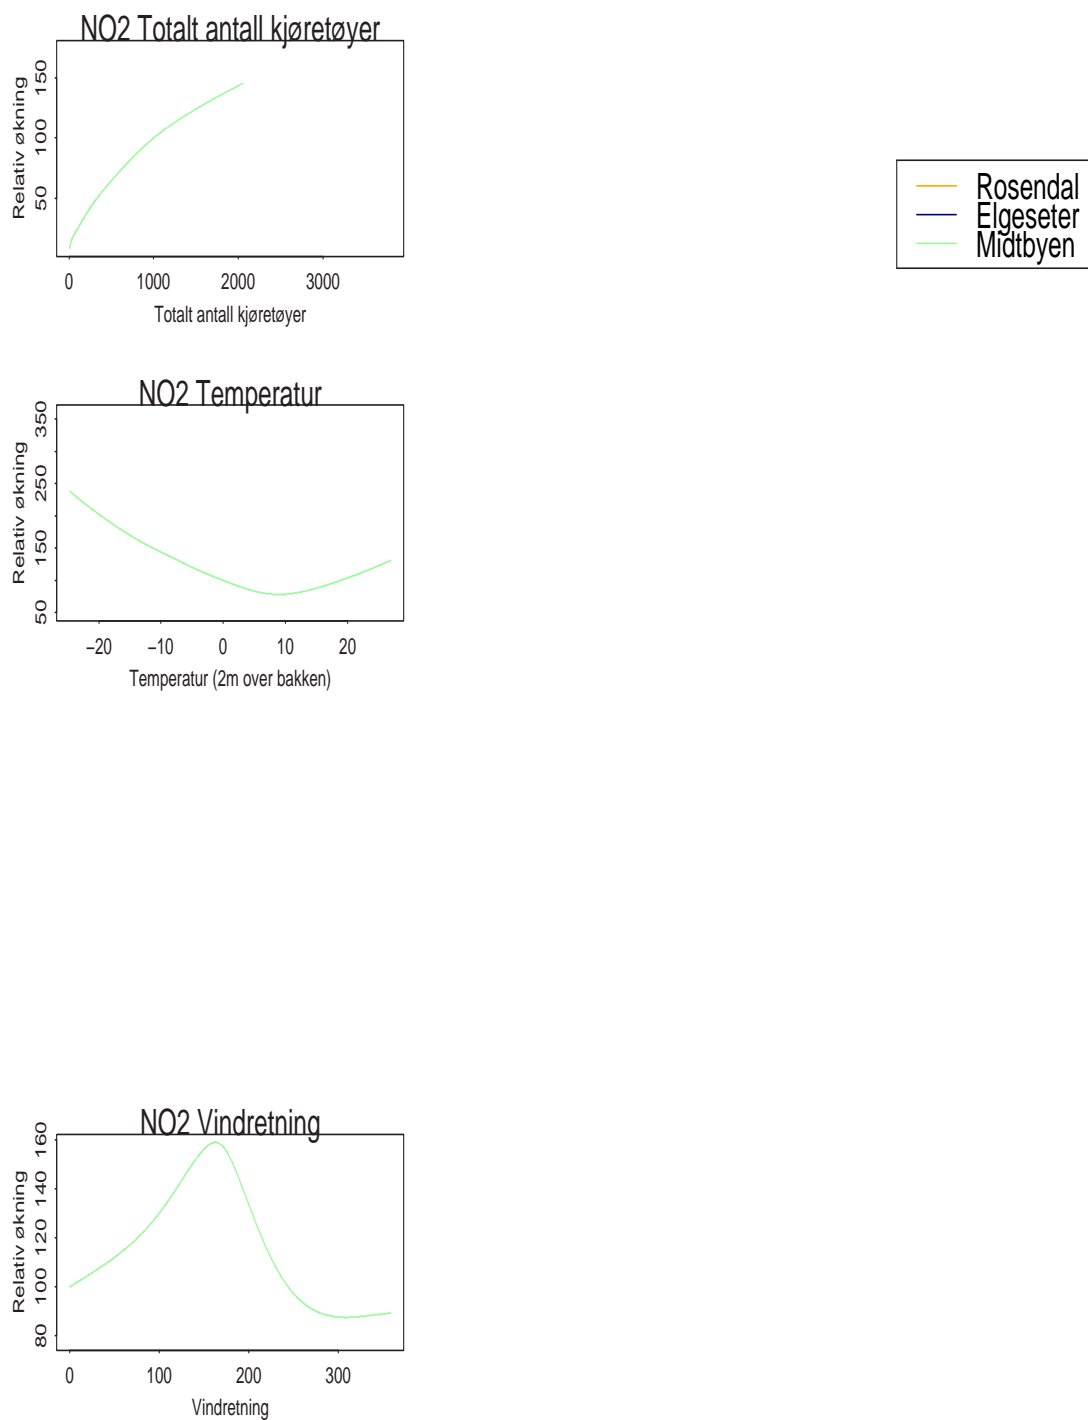 NO2 Totalt antall kjøretøyer
Relativ økning
50 100 150
0 1000 2000 3000
Totalt antall kjøretøyer
Rosendal
Elgeseter
Midtbyen
NO2 Temperatur
Relativ økning
50 150 250 350
−20 −10 0 10 20
Temperatur (2m over bakken)
NO2 Vindretning
Relativ økning
80 100 120 140 160
0 100 200 300
Vindretning